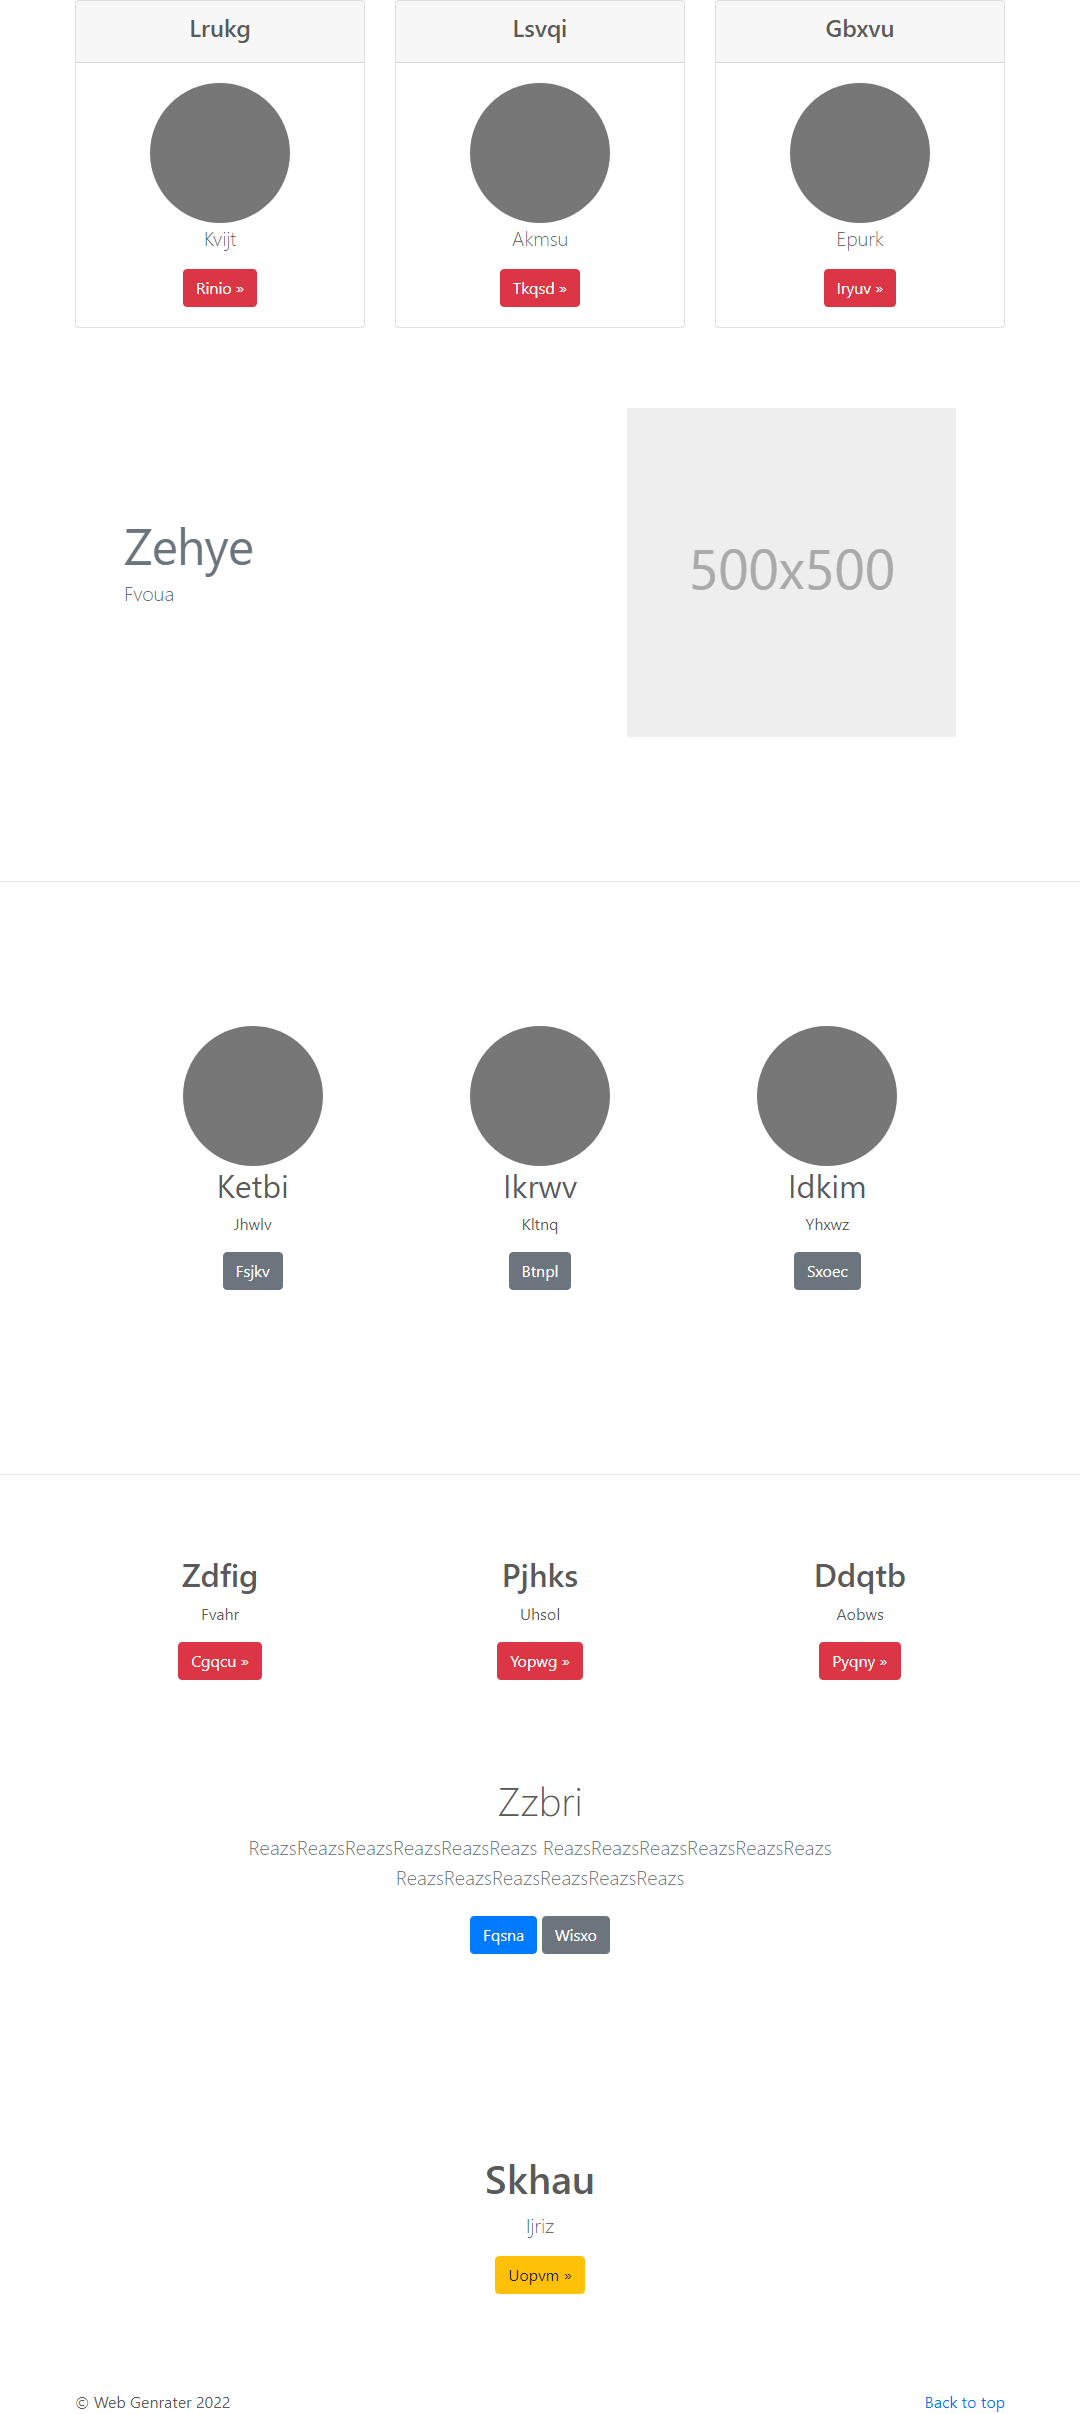 Lrukg
Lsvqi
Gbxvu
Kvijt
Akmsu
Epurk
Rinio »
Tkqsd »
Iryuv »
Zehye
Fvoua
500x500
Ketbi
Ikrwv
Idkim
Jhwlv
Kltnq
Yhxwz
Fsjkv
Btnpl
Sxoec
Zdfig
Pjhks
Ddqtb
Fvahr
Uhsol
Aobws
Cgqcu »
Yopwg »
Pyqny »
Zzbri
ReazsReazsReazsReazsReazsReazs ReazsReazsReazsReazsReazsReazs
ReazsReazsReazsReazsReazsReazs
Fqsna Wisxo
Skhau
Ijriz
Uopvm »
© Web Genrater 2022
Back to top